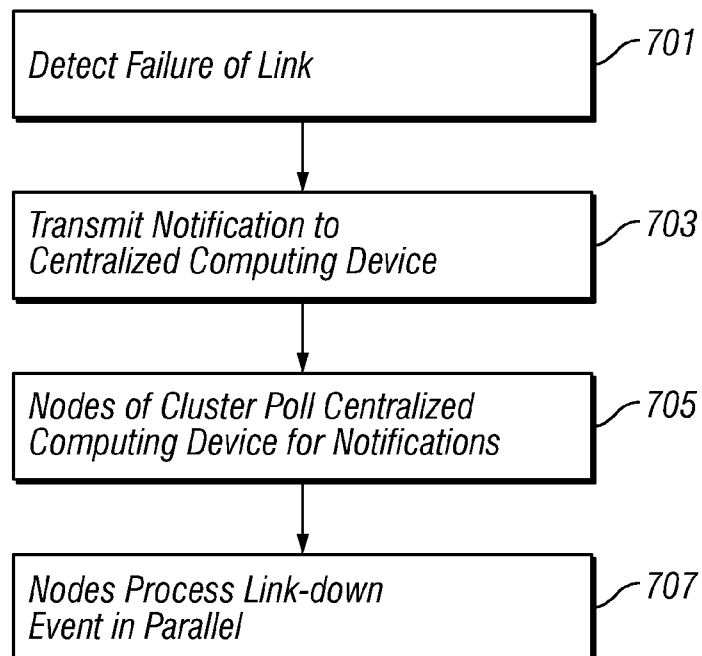 Detect Failure of Link
701
Transmit Notification to
Centralized Computing Device
703
Nodes of Cluster Poll Centralized
Computing Device for Notifications
705
Nodes Process Link-down
Event in Parallel
707